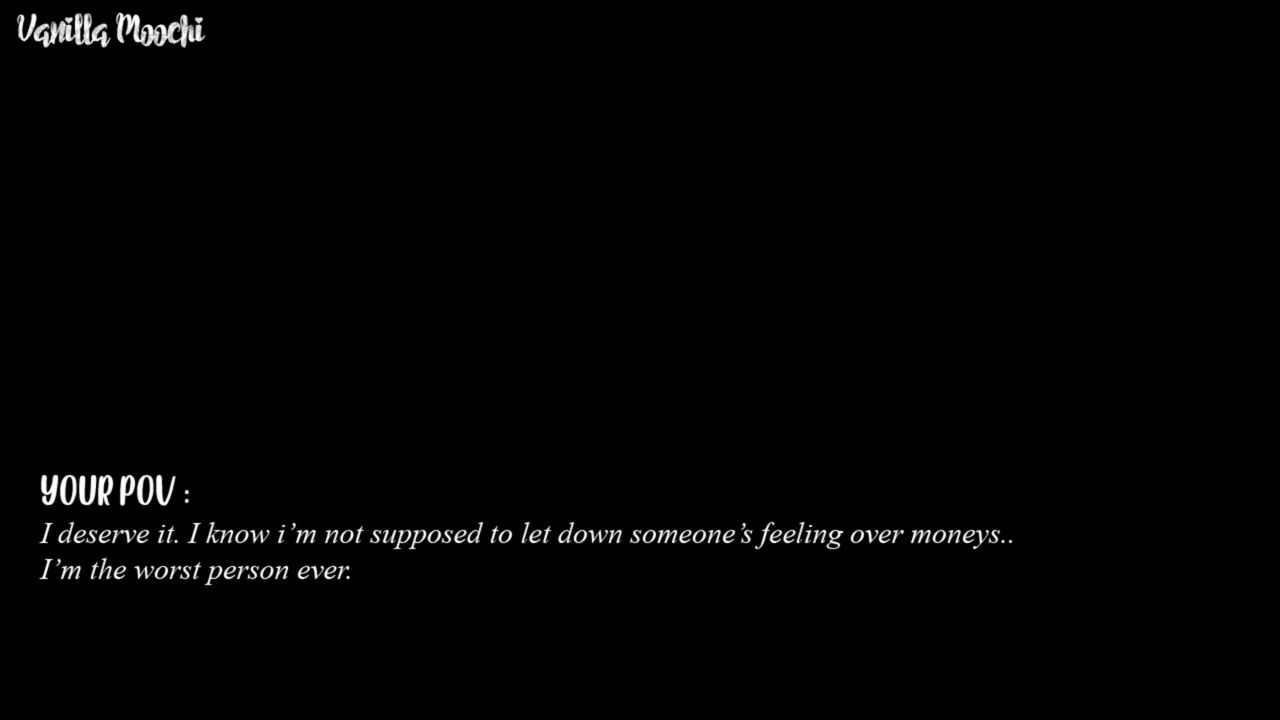 Vanilla Moochi
YOUR POV :
I deserve it. I know i’m not supposed to let down someone’s feeling over moneys..
I’m the worst person ever.